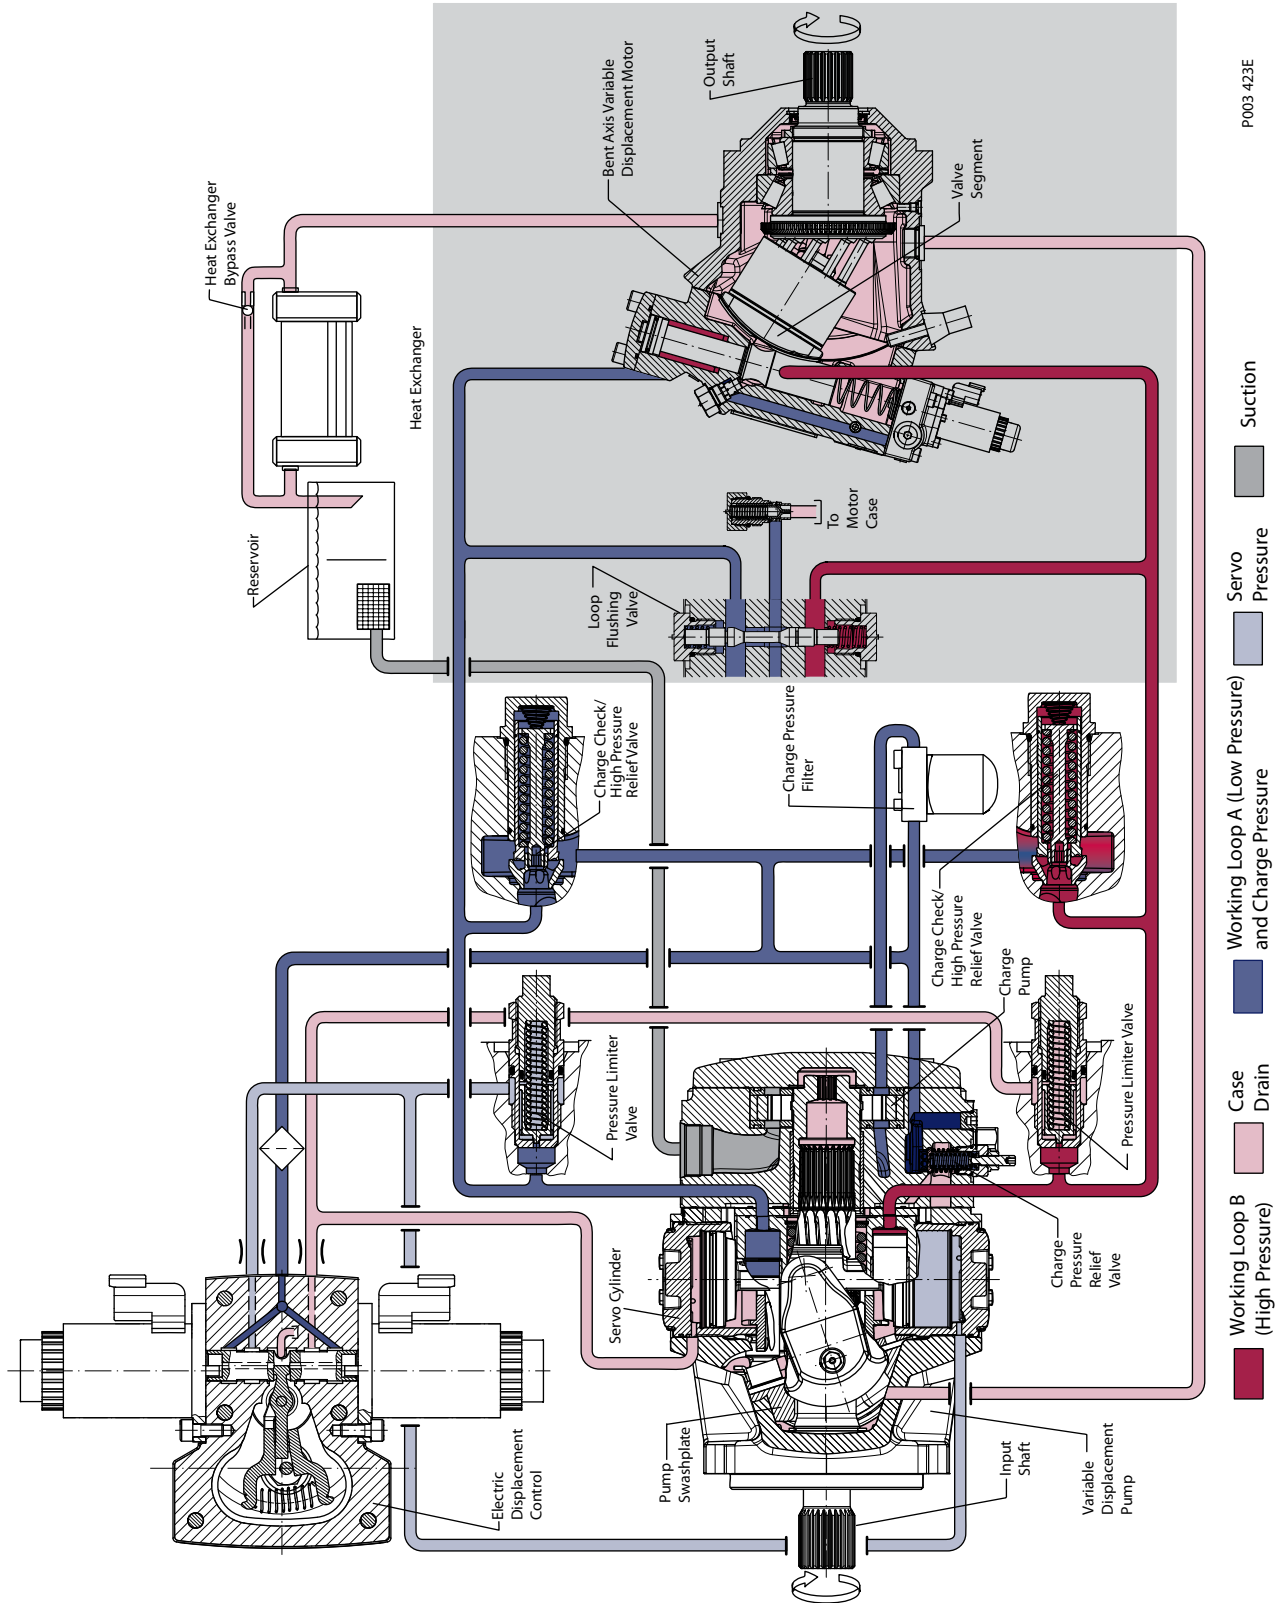 Heat Exchanger
Bypass Valve
Reservoir
Heat Exchanger
Bent Axis Variable
Displacement Motor
Output
Shaft
Valve
Segment
To
Motor
Case
Loop
Flushing
Valve
Charge Check/
High Pressure
Relief Valve
Charge Pressure
Filter
Charge Check/
High Pressure
Relief Valve
Charge
Pump
Pressure Limiter
Valve
Pressure Limiter Valve
Charge
Pressure
Relief
Valve
Servo Cylinder
Electric
Displacement
Control
Pump
Swashplate
Input
Shaft
Variable
Displacement
Pump
Working Loop B
(High Pressure)
Case
Drain
Working Loop A (Low Pressure)
and Charge Pressure
Servo
Pressure
Suction
P003 423E